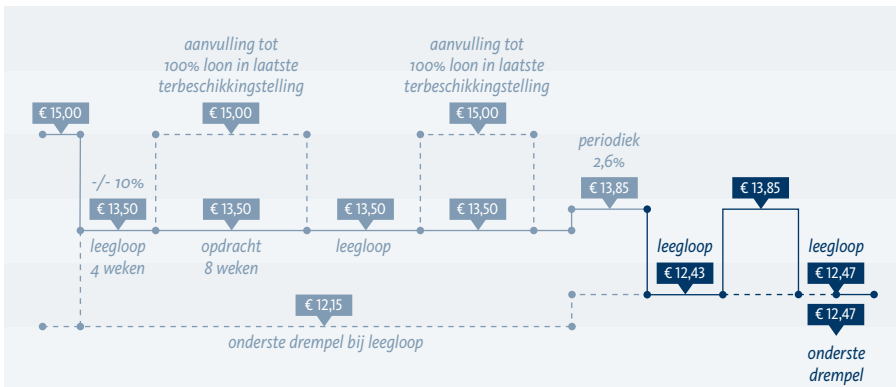 aanvulling tot
100% loon in laatste
terbeschikkingstelling
aanvulling tot
100% loon in laatste
terbeschikkingstelling
€ 15,00
€ 15,00
€ 15,00
periodiek
2,6%
-/- 10%
€ 13,85
€ 13,85
€ 13,50
€ 13,50
€ 13,50
€ 13,50
leegloop
4 weken
opdracht
8 weken
leegloop
leegloop
leegloop
€ 12,43
€ 12,47
€ 12,15
€ 12,47
onderste drempel bij leegloop
onderste
drempel